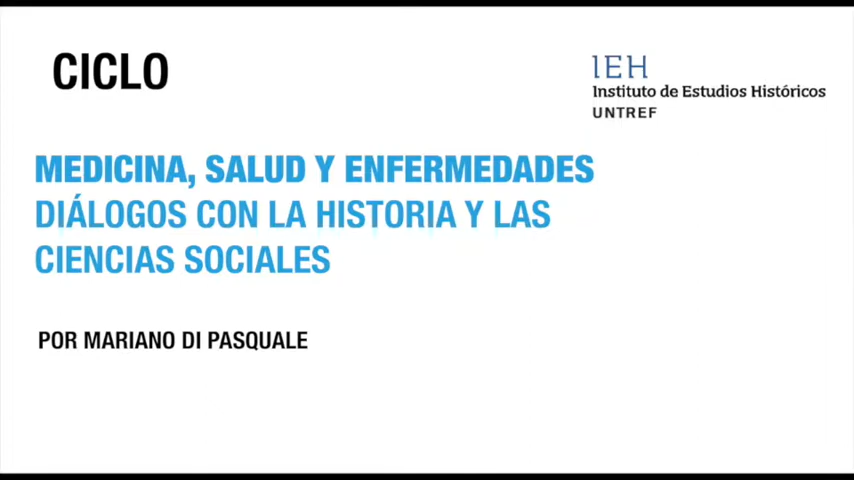 CICLO
IEH
Instituto de Estudios Históricos
UNTREF
MEDICINA, SALUD Y ENFERMEDADES
DIÁLOGOS CON LA HISTORIA Y LAS
CIENCIAS SOCIALES
POR MARIANO DI PASQUALE